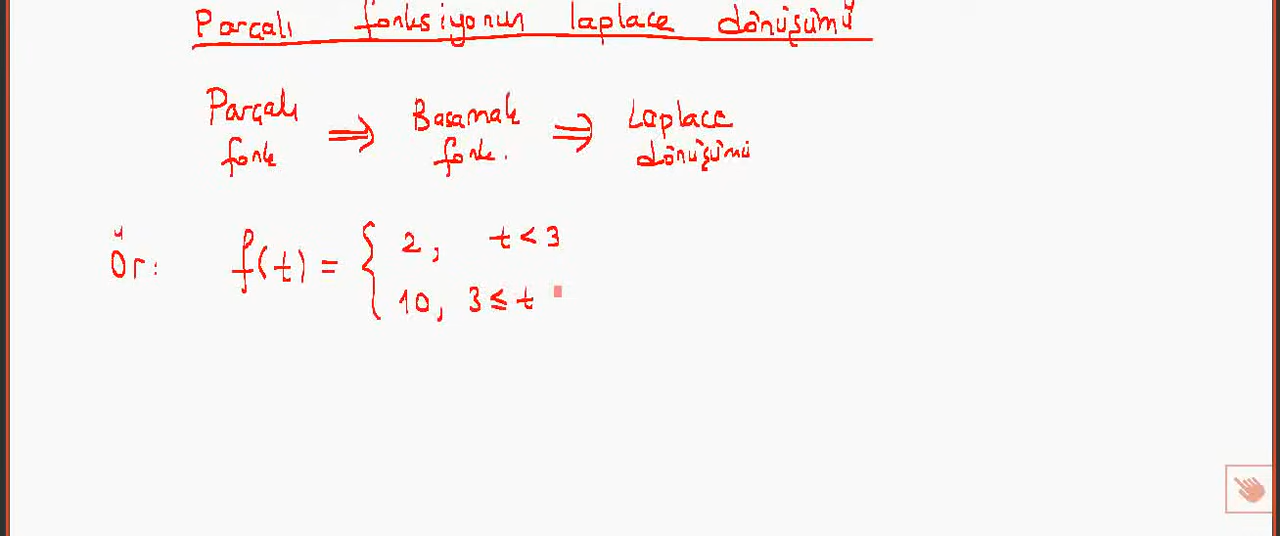 Parçalı fonksiyonun laplace dönüşümü
Parçalı fonk ⇒ Basamak fonk. ⇒ Laplace dönüşümü
Ör: f(t) = { 2, t < 3
10, 3 ≤ t